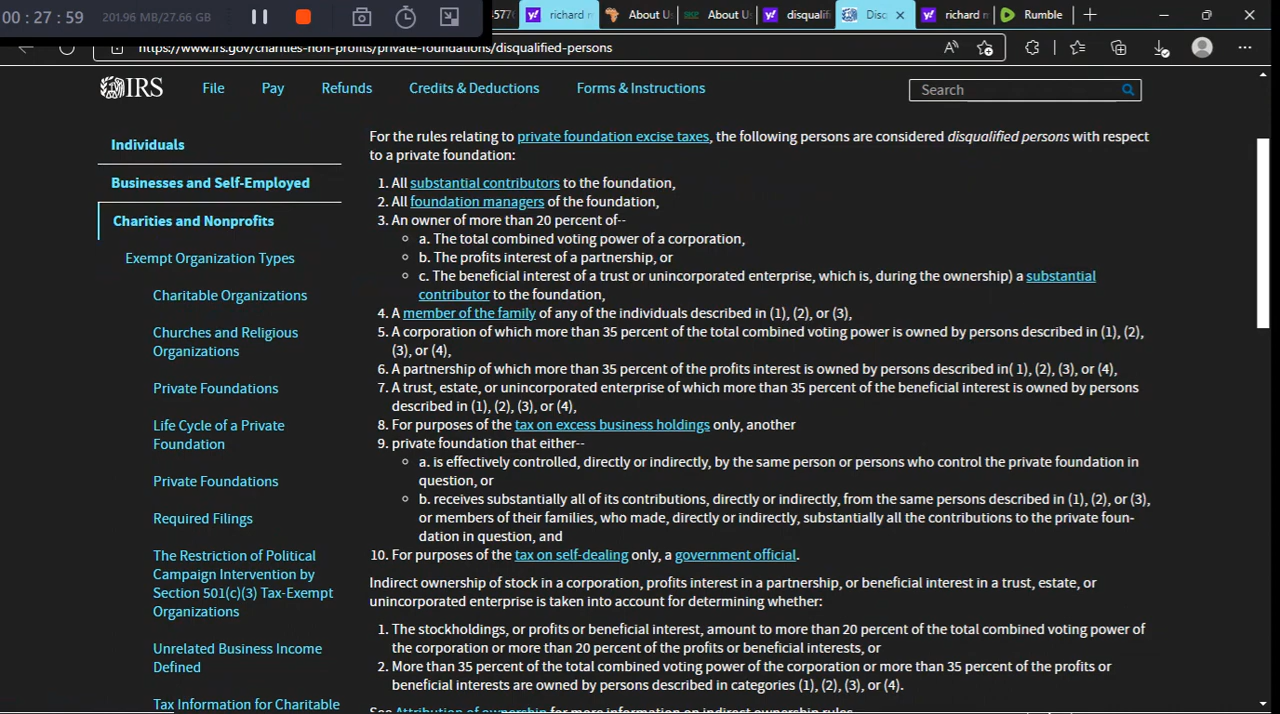 00 : 27 : 59
201.96 MB/27.66 GB
5770
richard
About Us
About Us
disqualif
Disq
richard m
Rumble
https://www.irs.gov/charities-non-profits/private-foundations/disqualified-persons
IRS
File
Pay
Refunds
Credits & Deductions
Forms & Instructions
Search
Individuals
Businesses and Self-Employed
Charities and Nonprofits
Exempt Organization Types
Charitable Organizations
Churches and Religious
Organizations
Private Foundations
Life Cycle of a Private
Foundation
Private Foundations
Required Filings
The Restriction of Political
Campaign Intervention by
Section 501(c)(3) Tax-Exempt
Organizations
Unrelated Business Income
Defined
Tax Information for Charitable
For the rules relating to private foundation excise taxes, the following persons are considered disqualified persons with respect
to a private foundation:
1. All substantial contributors to the foundation,
2. All foundation managers of the foundation,
3. An owner of more than 20 percent of--
a. The total combined voting power of a corporation,
b. The profits interest of a partnership, or
c. The beneficial interest of a trust or unincorporated enterprise, which is, during the ownership) a substantial
contributor to the foundation,
4. A member of the family of any of the individuals described in (1), (2), or (3),
5. A corporation of which more than 35 percent of the total combined voting power is owned by persons described in (1), (2),
(3), or (4),
6. A partnership of which more than 35 percent of the profits interest is owned by persons described in( 1), (2), (3), or (4),
7. A trust, estate, or unincorporated enterprise of which more than 35 percent of the beneficial interest is owned by persons
described in (1), (2), (3), or (4),
8. For purposes of the tax on excess business holdings only, another
9. private foundation that either--
a. is effectively controlled, directly or indirectly, by the same person or persons who control the private foundation in
question, or
b. receives substantially all of its contributions, directly or indirectly, from the same persons described in (1), (2), or (3),
or members of their families, who made, directly or indirectly, substantially all the contributions to the private foun-
dation in question, and
10. For purposes of the tax on self-dealing only, a government official.
Indirect ownership of stock in a corporation, profits interest in a partnership, or beneficial interest in a trust, estate, or
unincorporated enterprise is taken into account for determining whether:
1. The stockholdings, or profits or beneficial interest, amount to more than 20 percent of the total combined voting power of
the corporation or more than 20 percent of the profits or beneficial interests, or
2. More than 35 percent of the total combined voting power of the corporation or more than 35 percent of the profits or
beneficial interests are owned by persons described in categories (1), (2), (3), or (4).
See Attribution of ownership for more information on indirect ownership rules.